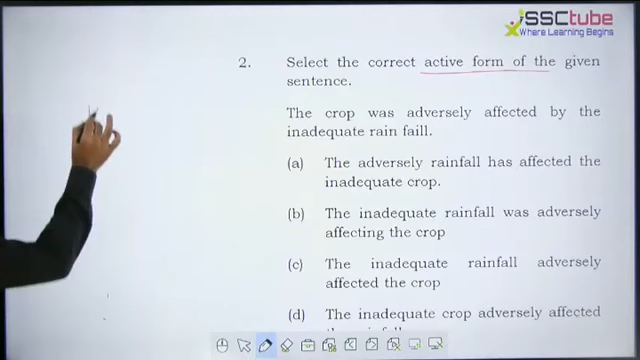 SSCtube
Where Learning Begins
2. Select the correct active form of the given
sentence.
The crop was adversely affected by the
inadequate rain faill.
(a) The adversely rainfall has affected the
inadequate crop.
(b) The inadequate rainfall was adversely
affecting the crop
(c) The inadequate rainfall adversely
affected the crop
(d) The inadequate crop adversely affected